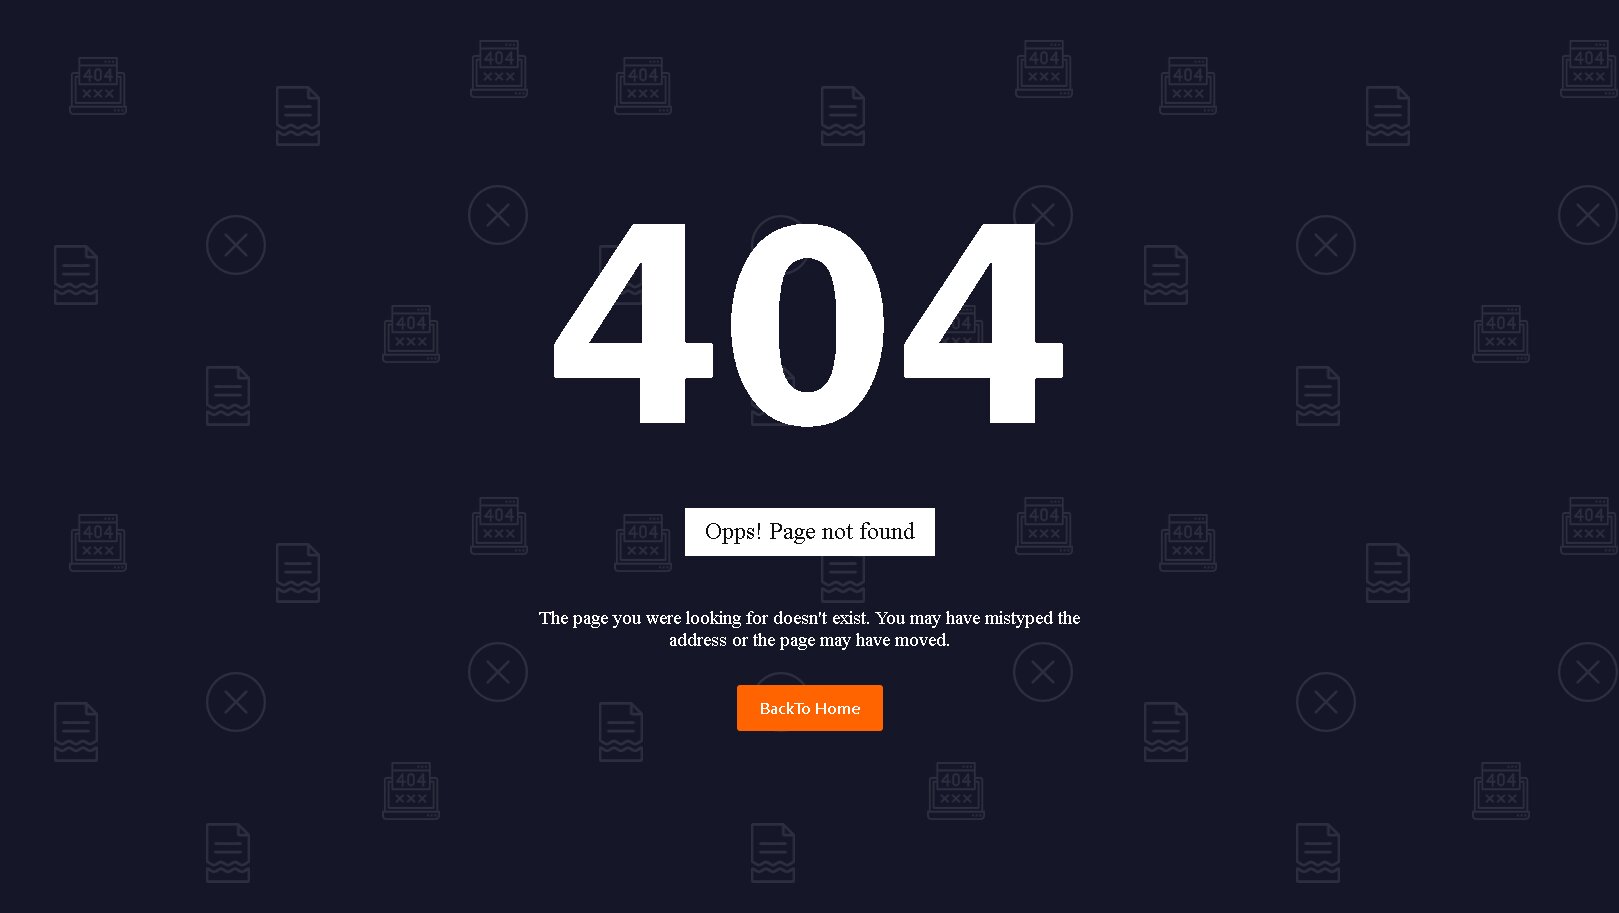 404
Opps! Page not found
The page you were looking for doesn't exist. You may have mistyped the
address or the page may have moved.
BackTo Home